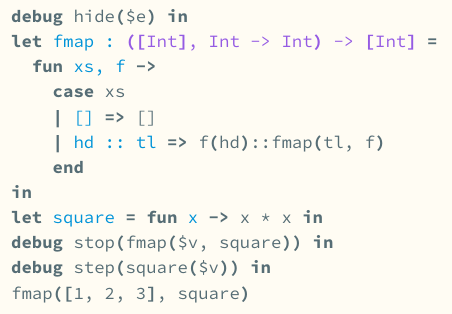 debug hide($e) in
let fmap : ([Int], Int -> Int) -> [Int] =
  fun xs, f ->
    case xs
    | [] => []
    | hd :: tl => f(hd)::fmap(tl, f)
    end
in
let square = fun x -> x * x in
debug stop(fmap($v, square)) in
debug step(square($v)) in
fmap([1, 2, 3], square)